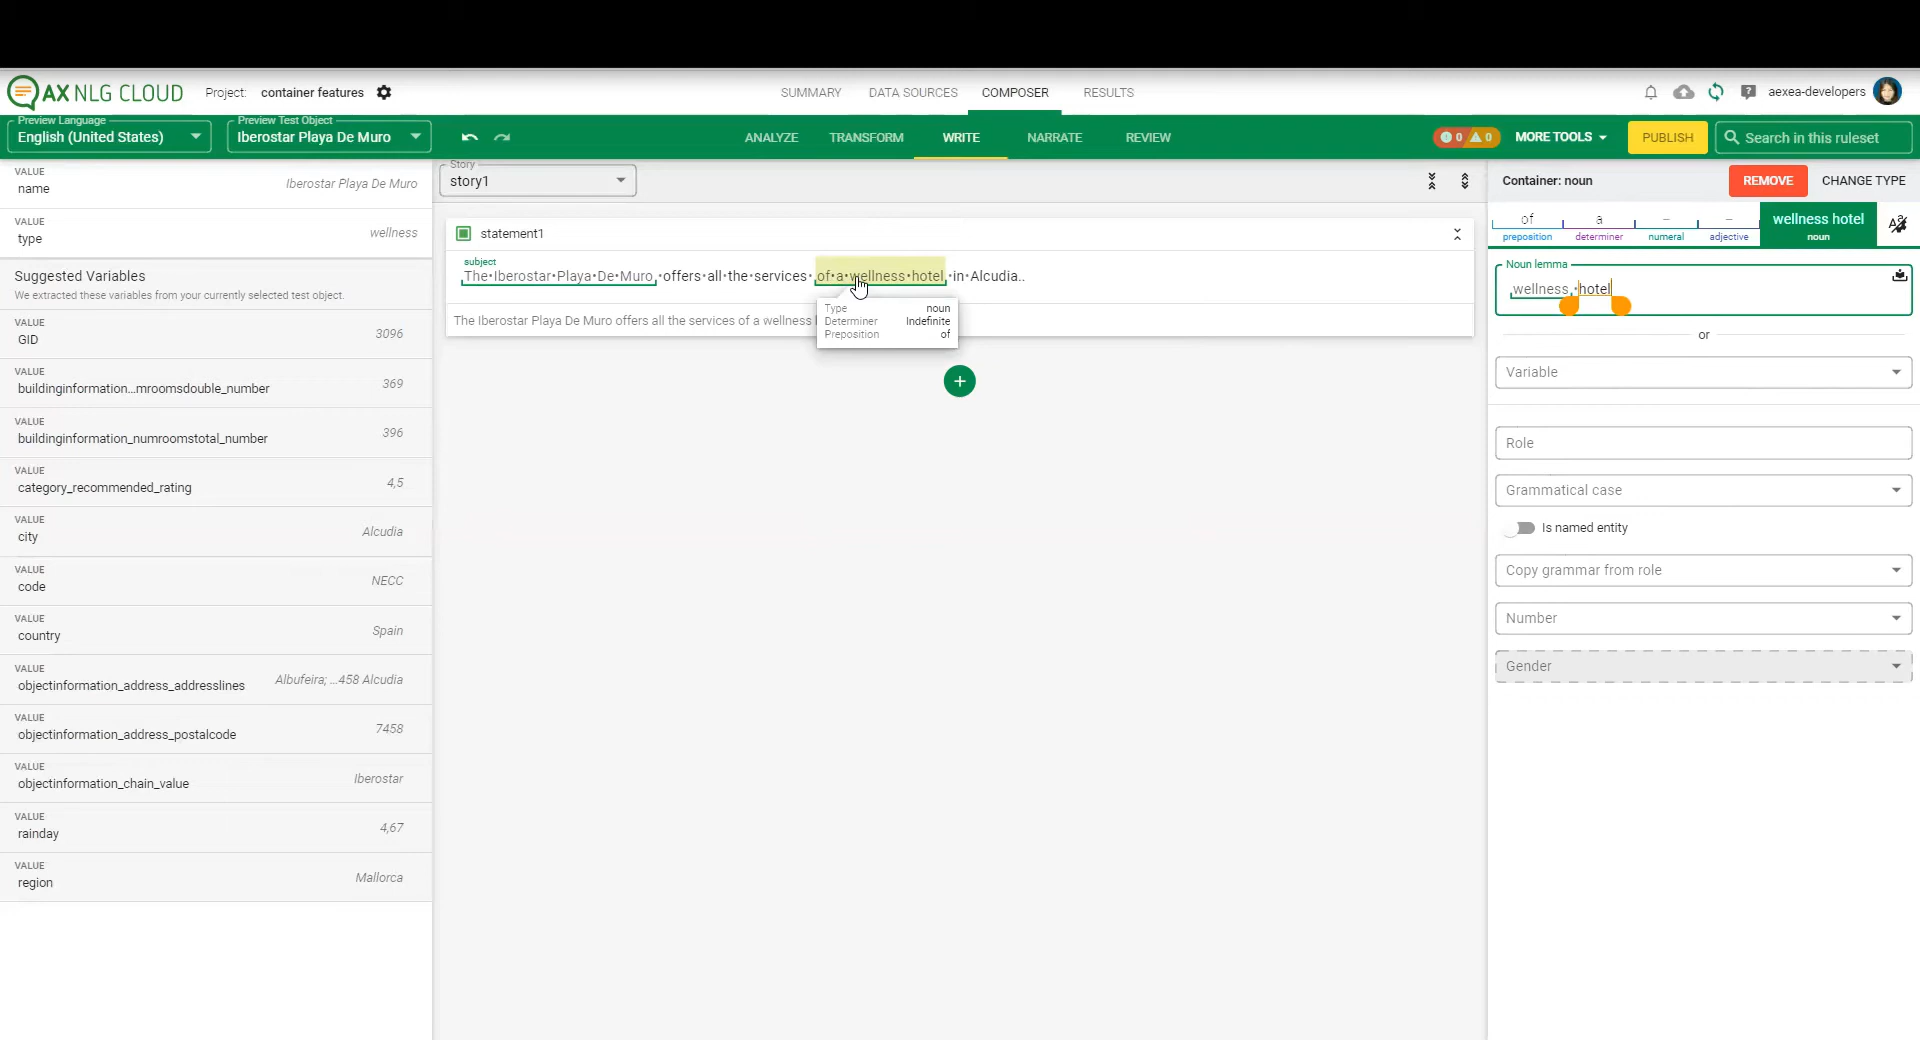 AX NLG CLOUD Project: container features SUMMARY DATA SOURCES COMPOSER RESULTS aexea-developers
Preview Language Preview Test Object
English (United States) Iberostar Playa De Muro ANALYZE TRANSFORM WRITE NARRATE REVIEW 0 0 MORE TOOLS PUBLISH Search in this ruleset
VALUE
name Iberostar Playa De Muro
VALUE
type wellness
Suggested Variables
We extracted these variables from your currently selected test object.
VALUE
GID 3096
VALUE
buildinginformation...mroomsdouble_number 369
VALUE
buildinginformation_numroomstotal_number 396
VALUE
category_recommended_rating 4,5
VALUE
city Alcudia
VALUE
code NECC
VALUE
country Spain
VALUE
objectinformation_address_addresslines Albufeira; ...458 Alcudia
VALUE
objectinformation_address_postalcode 7458
VALUE
objectinformation_chain_value Iberostar
VALUE
rainday 4,67
VALUE
region Mallorca
Story
story1
statement1
subject
The·Iberostar·Playa·De·Muro·offers·all·the·services·of·a·wellness·hotel·in·Alcudia..
The Iberostar Playa De Muro offers all the services of a wellness
Type noun
Determiner Indefinite
Preposition of
Container: noun REMOVE CHANGE TYPE
of a – – wellness hotel
preposition determiner numeral adjective noun
Noun lemma
wellness·hotel
or
Variable
Role
Grammatical case
Is named entity
Copy grammar from role
Number
Gender